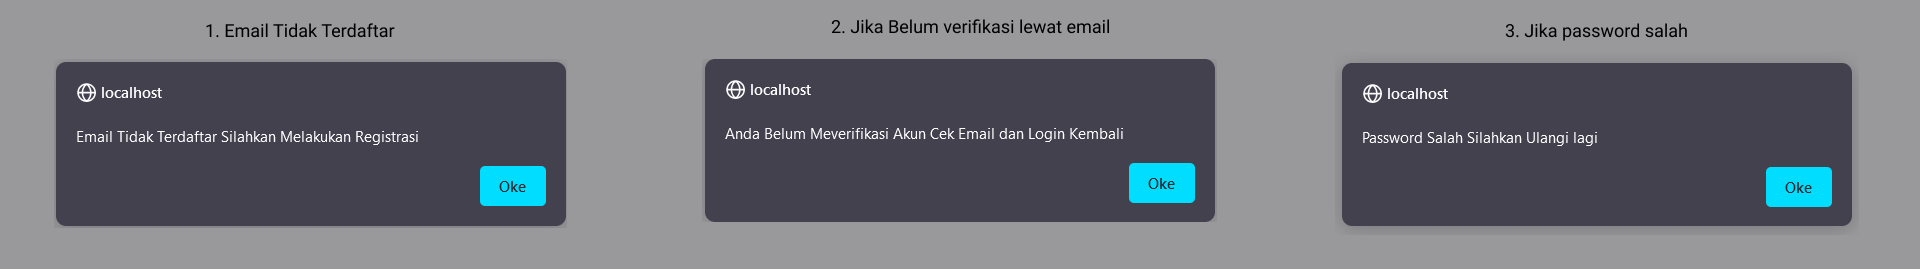 1. Email Tidak Terdaftar
localhost
Email Tidak Terdaftar Silahkan Melakukan Registrasi
Oke
2. Jika Belum verifikasi lewat email
localhost
Anda Belum Meverifikasi Akun Cek Email dan Login Kembali
Oke
3. Jika password salah
localhost
Password Salah Silahkan Ulangi lagi
Oke